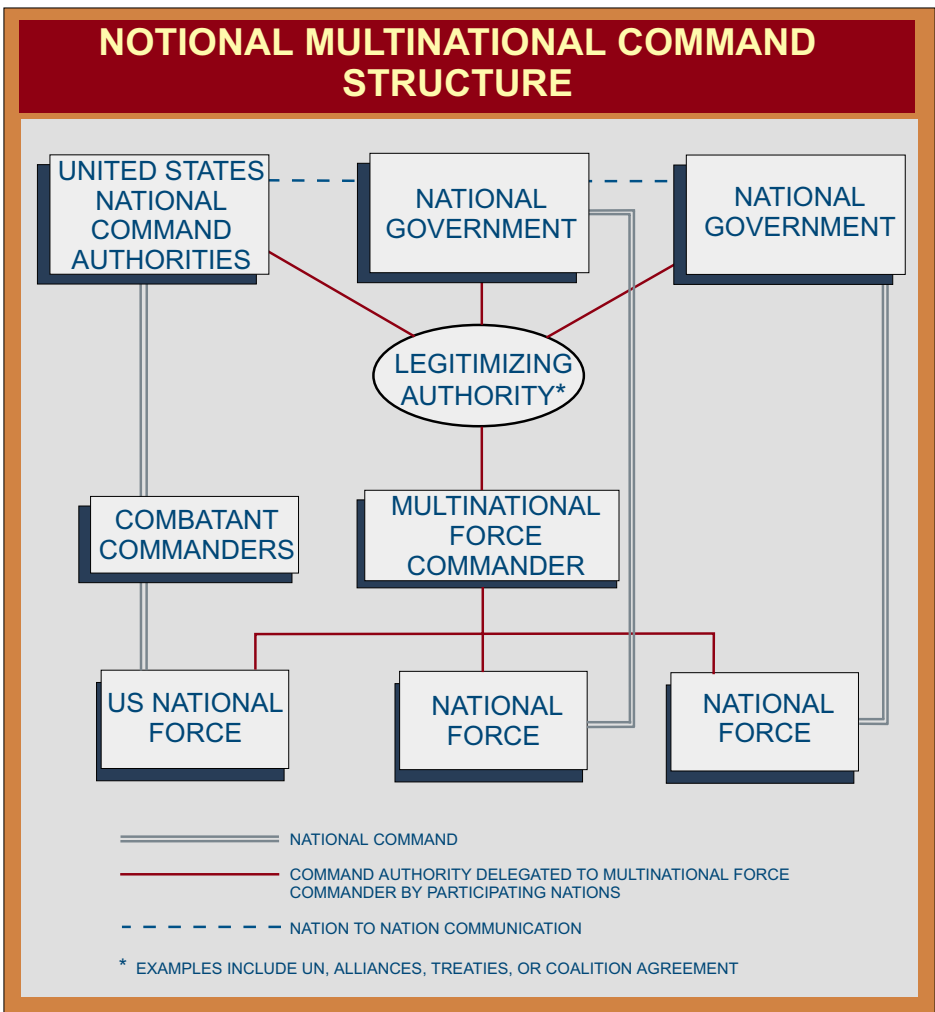 NOTIONAL MULTINATIONAL COMMAND
STRUCTURE
UNITED STATES
NATIONAL
COMMAND
AUTHORITIES
NATIONAL
GOVERNMENT
NATIONAL
GOVERNMENT
LEGITIMIZING
AUTHORITY*
COMBATANT
COMMANDERS
MULTINATIONAL
FORCE
COMMANDER
US NATIONAL
FORCE
NATIONAL
FORCE
NATIONAL
FORCE
NATIONAL COMMAND
COMMAND AUTHORITY DELEGATED TO MULTINATIONAL FORCE
COMMANDER BY PARTICIPATING NATIONS
NATION TO NATION COMMUNICATION
* EXAMPLES INCLUDE UN, ALLIANCES, TREATIES, OR COALITION AGREEMENT